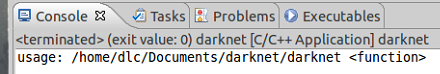 Console Tasks Problems Executables
<terminated> (exit value: 0) darknet [C/C++ Application] darknet
usage: /home/dlc/Documents/darknet/darknet <function>